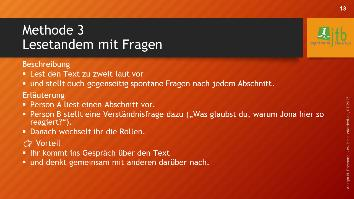 18
Methode 3
Lesetandem mit Fragen
jtb
Beschreibung
Lest den Text zu zweit laut vor
und stellt euch gegenseitig spontane Fragen nach jedem Abschnitt.
Erläuterung
Person A liest einen Abschnitt vor.
Person B stellt eine Verständnisfrage dazu („Was glaubst du, warum Jona hier so
reagiert?“).
Danach wechselt ihr die Rollen.
Vorteil
Ihr kommt ins Gespräch über den Text
und denkt gemeinsam mit anderen darüber nach.